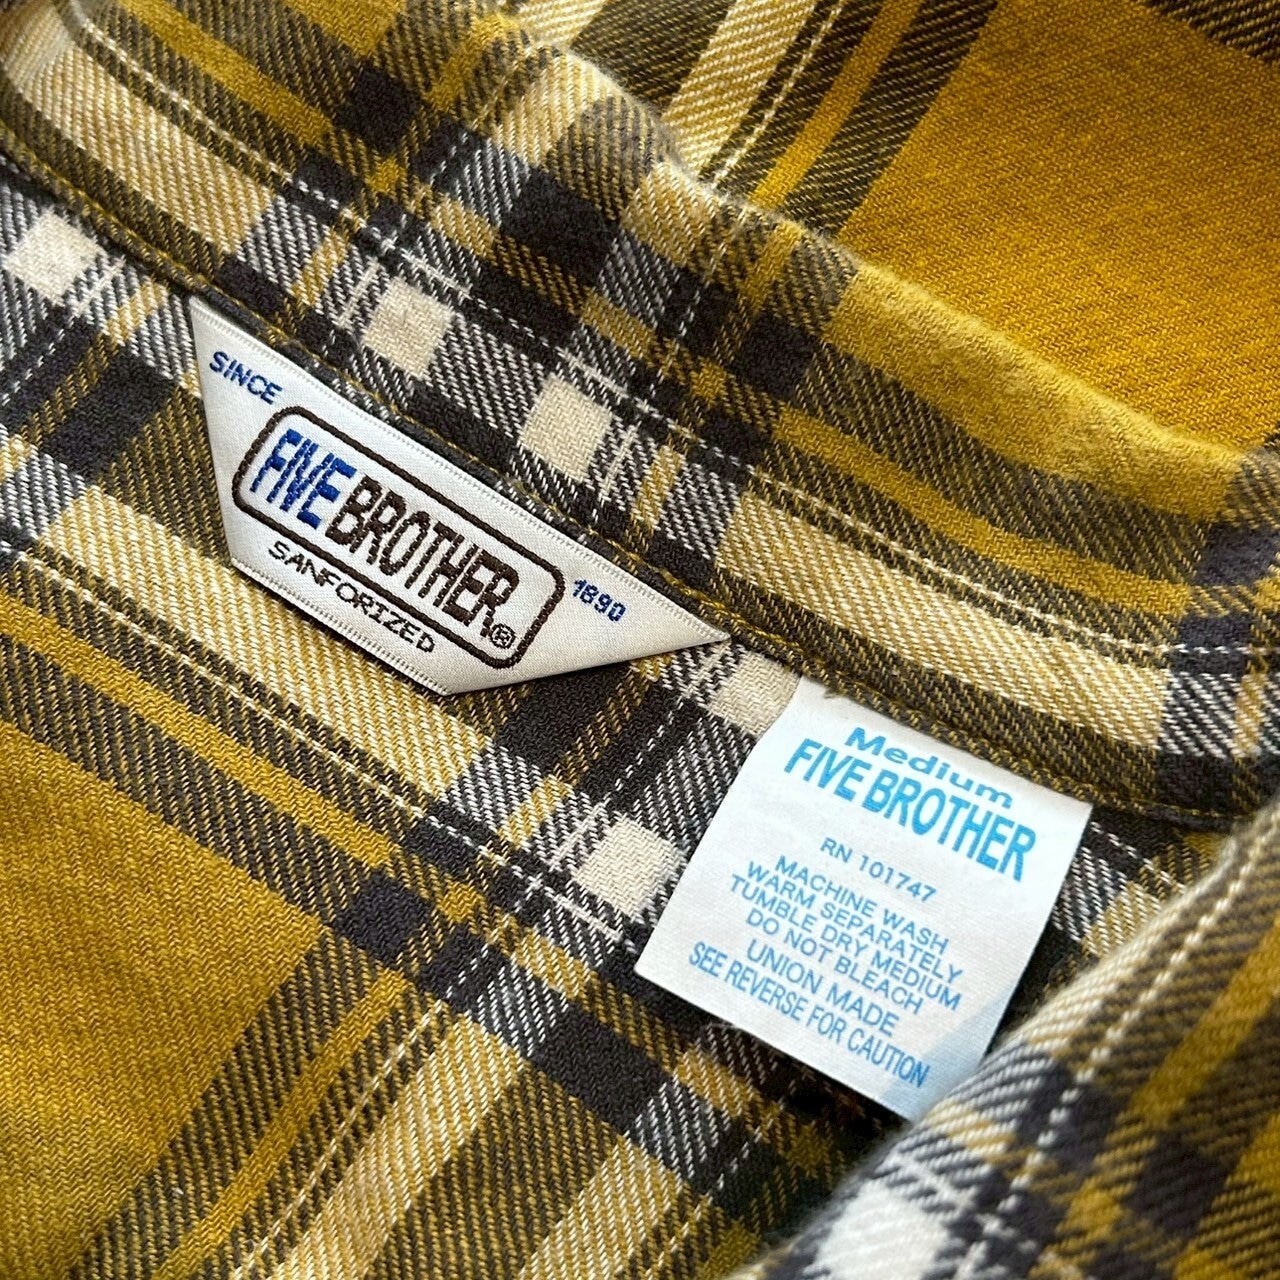 SINCE
FIVE BROTHER®
1890
SANFORIZED
Medium
FIVE BROTHER
RN 101747
MACHINE WASH
WARM SEPARATELY
TUMBLE DRY MEDIUM
DO NOT BLEACH
UNION MADE
SEE REVERSE FOR CAUTION